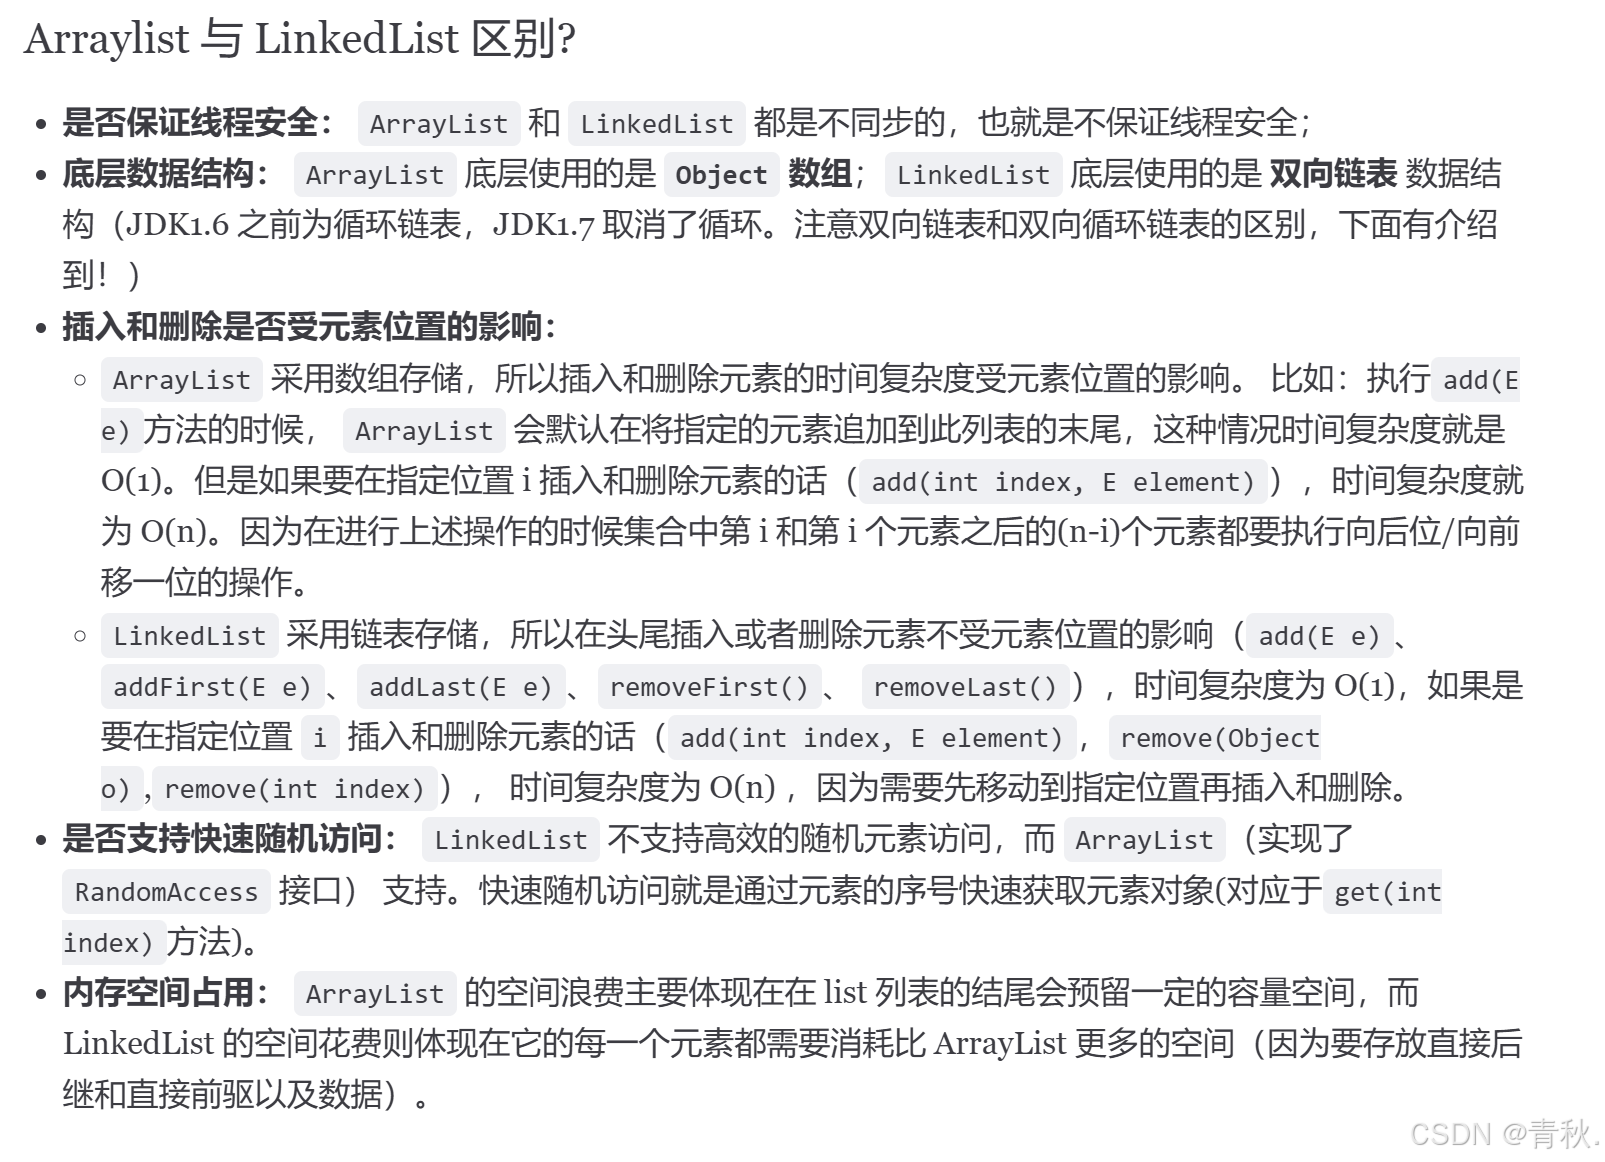 Arraylist 与 LinkedList 区别?
是否保证线程安全： ArrayList 和 LinkedList 都是不同步的，也就是不保证线程安全；
底层数据结构： ArrayList 底层使用的是 Object 数组；LinkedList 底层使用的是 双向链表 数据结
构（JDK1.6 之前为循环链表，JDK1.7 取消了循环。注意双向链表和双向循环链表的区别，下面有介绍
到！）
插入和删除是否受元素位置的影响：
ArrayList 采用数组存储，所以插入和删除元素的时间复杂度受元素位置的影响。 比如：执行add(E
e)方法的时候， ArrayList 会默认在将指定的元素追加到此列表的末尾，这种情况时间复杂度就是
O(1)。但是如果要在指定位置 i 插入和删除元素的话（add(int index, E element)），时间复杂度就
为 O(n)。因为在进行上述操作的时候集合中第 i 和第 i 个元素之后的(n-i)个元素都要执行向后位/向前
移一位的操作。
LinkedList 采用链表存储，所以在头尾插入或者删除元素不受元素位置的影响（add(E e)、
addFirst(E e)、addLast(E e)、removeFirst()、 removeLast()），时间复杂度为 O(1)，如果是
要在指定位置 i 插入和删除元素的话（add(int index, E element)，remove(Object
o),remove(int index)）， 时间复杂度为 O(n) ，因为需要先移动到指定位置再插入和删除。
是否支持快速随机访问： LinkedList 不支持高效的随机元素访问，而 ArrayList（实现了
RandomAccess 接口） 支持。快速随机访问就是通过元素的序号快速获取元素对象(对应于get(int
index)方法)。
内存空间占用： ArrayList 的空间浪费主要体现在在 list 列表的结尾会预留一定的容量空间，而
LinkedList 的空间花费则体现在它的每一个元素都需要消耗比 ArrayList 更多的空间（因为要存放直接后
继和直接前驱以及数据）。
CSDN @青秋.